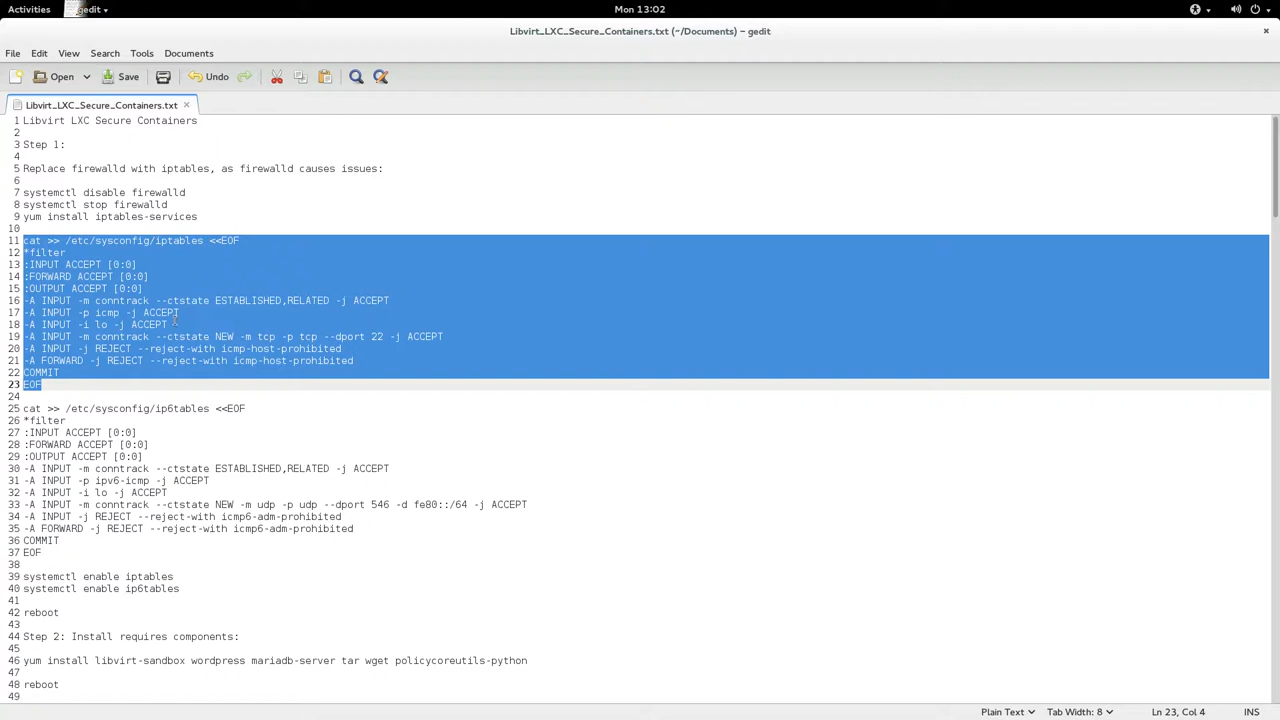 Activities
gedit
Mon 13:02
Libvirt_LXC_Secure_Containers.txt (~/Documents) – gedit
File Edit View Search Tools Documents
Open Save Undo
Libvirt_LXC_Secure_Containers.txt
1 Libvirt LXC Secure Containers
2
3 Step 1:
4
5 Replace firewalld with iptables, as firewalld causes issues:
6
7 systemctl disable firewalld
8 systemctl stop firewalld
9 yum install iptables-services
10
11 cat >> /etc/sysconfig/iptables <<EOF
12 *filter
13 :INPUT ACCEPT [0:0]
14 :FORWARD ACCEPT [0:0]
15 :OUTPUT ACCEPT [0:0]
16 -A INPUT -m conntrack --ctstate ESTABLISHED,RELATED -j ACCEPT
17 -A INPUT -p icmp -j ACCEPT
18 -A INPUT -i lo -j ACCEPT
19 -A INPUT -m conntrack --ctstate NEW -m tcp -p tcp --dport 22 -j ACCEPT
20 -A INPUT -j REJECT --reject-with icmp-host-prohibited
21 -A FORWARD -j REJECT --reject-with icmp-host-prohibited
22 COMMIT
23 EOF
24
25 cat >> /etc/sysconfig/ip6tables <<EOF
26 *filter
27 :INPUT ACCEPT [0:0]
28 :FORWARD ACCEPT [0:0]
29 :OUTPUT ACCEPT [0:0]
30 -A INPUT -m conntrack --ctstate ESTABLISHED,RELATED -j ACCEPT
31 -A INPUT -p ipv6-icmp -j ACCEPT
32 -A INPUT -i lo -j ACCEPT
33 -A INPUT -m conntrack --ctstate NEW -m udp -p udp --dport 546 -d fe80::/64 -j ACCEPT
34 -A INPUT -j REJECT --reject-with icmp6-adm-prohibited
35 -A FORWARD -j REJECT --reject-with icmp6-adm-prohibited
36 COMMIT
37 EOF
38
39 systemctl enable iptables
40 systemctl enable ip6tables
41
42 reboot
43
44 Step 2: Install requires components:
45
46 yum install libvirt-sandbox wordpress mariadb-server tar wget policycoreutils-python
47
48 reboot
49
Plain Text Tab Width: 8 Ln 23, Col 4 INS